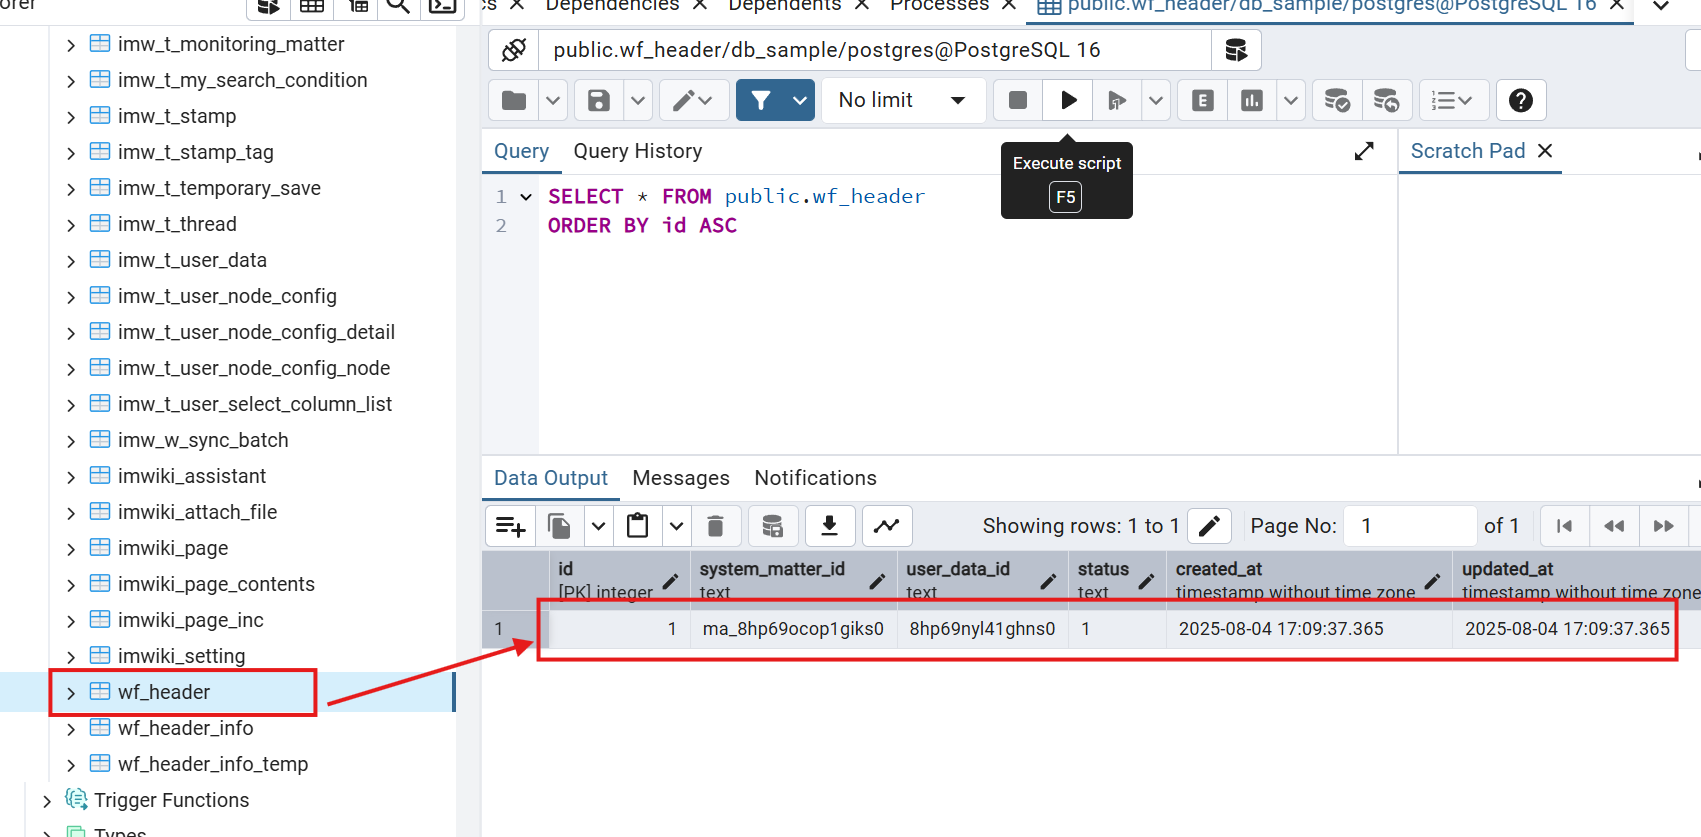 orer
imw_t_monitoring_matter
imw_t_my_search_condition
imw_t_stamp
imw_t_stamp_tag
imw_t_temporary_save
imw_t_thread
imw_t_user_data
imw_t_user_node_config
imw_t_user_node_config_detail
imw_t_user_node_config_node
imw_t_user_select_column_list
imw_w_sync_batch
imwiki_assistant
imwiki_attach_file
imwiki_page
imwiki_page_contents
imwiki_page_inc
imwiki_setting
wf_header
wf_header_info
wf_header_info_temp
Trigger Functions
Types
cs Dependencies Dependents Processes public.wf_header/db_sample/postgres@PostgreSQL 16
public.wf_header/db_sample/postgres@PostgreSQL 16
No limit E
Query Query History Scratch Pad
Execute script
F5
1 SELECT * FROM public.wf_header
2 ORDER BY id ASC
Data Output Messages Notifications
Showing rows: 1 to 1 Page No: 1 of 1
id system_matter_id user_data_id status created_at updated_at
[PK] integer text text text timestamp without time zone timestamp without time zone
1 1 ma_8hp69ocop1giks0 8hp69nyl41ghns0 1 2025-08-04 17:09:37.365 2025-08-04 17:09:37.365